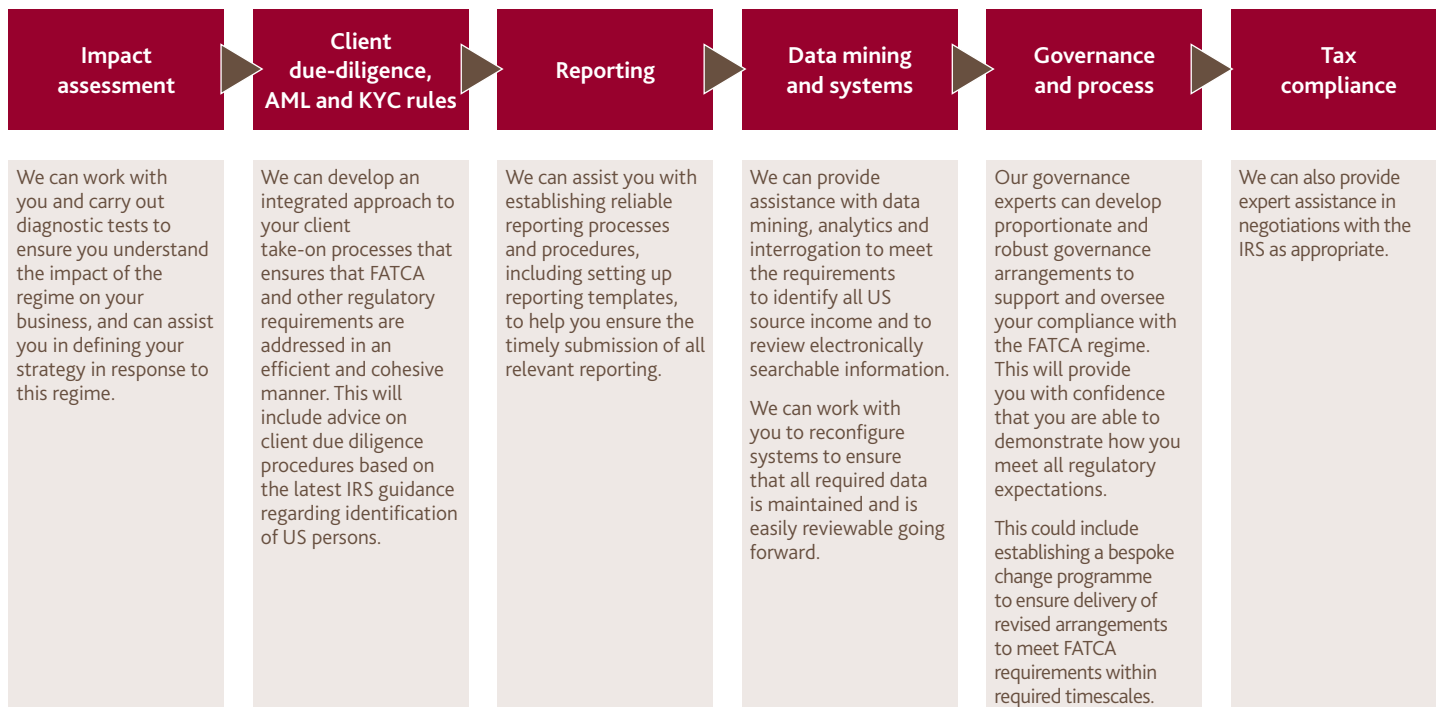 Impact
assessment
Client
due-diligence,
AML and KYC rules
Reporting
Data mining
and systems
Governance
and process
Tax
compliance
We can work with
you and carry out
diagnostic tests to
ensure you understand
the impact of the
regime on your
business, and can assist
you in defining your
strategy in response to
this regime.
We can develop an
integrated approach to
your client
take-on processes that
ensures that FATCA
and other regulatory
requirements are
addressed in an
efficient and cohesive
manner. This will
include advice on
client due diligence
procedures based on
the latest IRS guidance
regarding identification
of US persons.
We can assist you with
establishing reliable
reporting processes
and procedures,
including setting up
reporting templates,
to help you ensure the
timely submission of all
relevant reporting.
We can provide
assistance with data
mining, analytics and
interrogation to meet
the requirements
to identify all US
source income and to
review electronically
searchable information.
We can work with
you to reconfigure
systems to ensure
that all required data
is maintained and is
easily reviewable going
forward.
Our governance
experts can develop
proportionate and
robust governance
arrangements to
support and oversee
your compliance with
the FATCA regime.
This will provide
you with confidence
that you are able to
demonstrate how you
meet all regulatory
expectations.
This could include
establishing a bespoke
change programme
to ensure delivery of
revised arrangements
to meet FATCA
requirements within
required timescales.
We can also provide
expert assistance in
negotiations with the
IRS as appropriate.